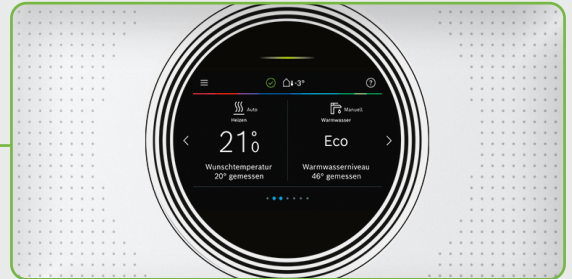 -3° ?
Auto Manuell
Heizen Warmwasser
21°0 Eco
Wunschtemperatur Warmwasserniveau
20° gemessen 46° gemessen